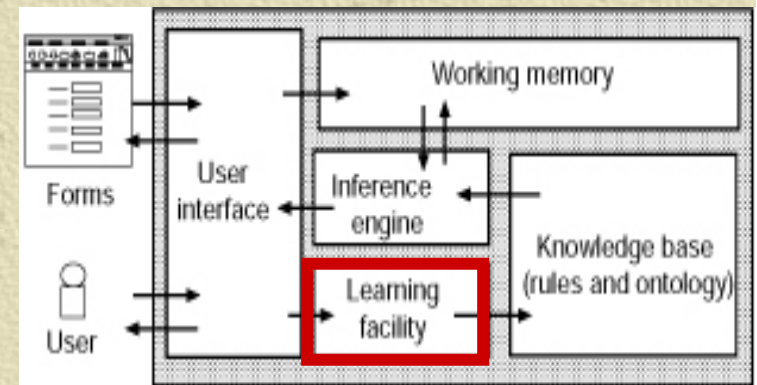 Working memory
Forms
User
interface
Inference
engine
Knowledge base
(rules and ontology)
Learning
facility
User